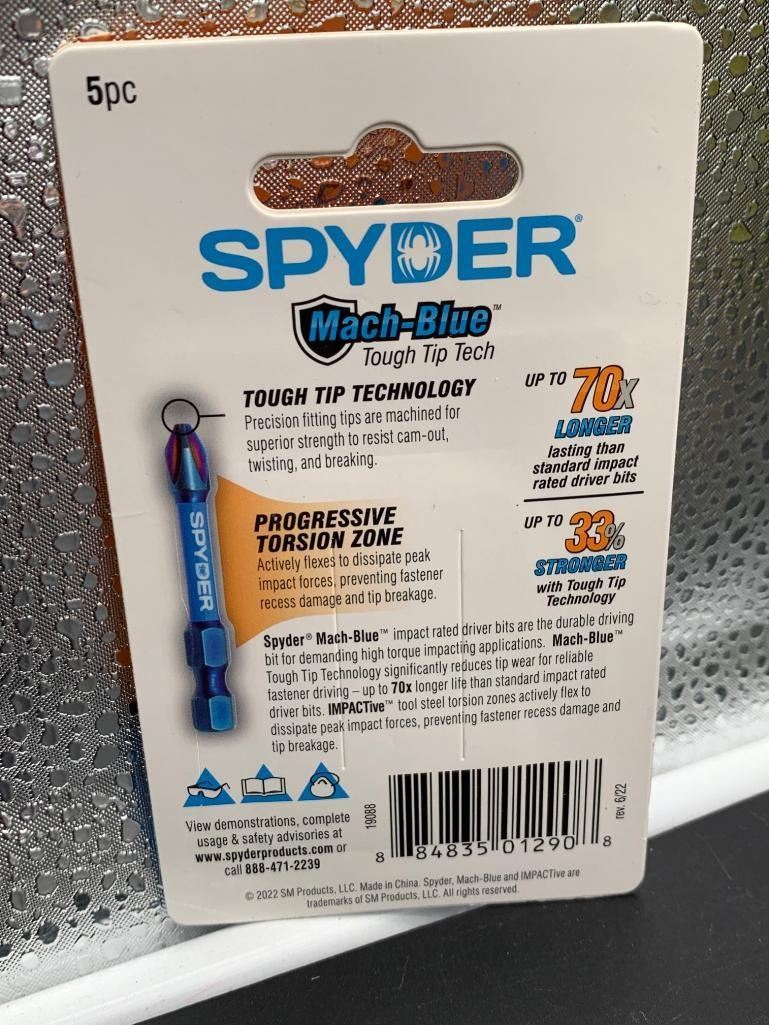 5pc
SPYDER®
Mach-Blue™
Tough Tip Tech
TOUGH TIP TECHNOLOGY
Precision fitting tips are machined for
superior strength to resist cam-out,
twisting, and breaking.
UP TO 70x
LONGER
lasting than
standard impact
rated driver bits
SPYDER
PROGRESSIVE
TORSION ZONE
Actively flexes to dissipate peak
impact forces, preventing fastener
recess damage and tip breakage.
UP TO 33%
STRONGER
with Tough Tip
Technology
Spyder® Mach-Blue™ impact rated driver bits are the durable driving
bit for demanding high torque impacting applications. Mach-Blue™
Tough Tip Technology significantly reduces tip wear for reliable
fastener driving – up to 70x longer life than standard impact rated
driver bits. IMPACTive™ tool steel torsion zones actively flex to
dissipate peak impact forces, preventing fastener recess damage and
tip breakage.
View demonstrations, complete
usage & safety advisories at
www.spyderproducts.com or
call 888-471-2239
19088
8 84835 01290 8
rev. 6/22
© 2022 SM Products, LLC. Made in China. Spyder, Mach-Blue and IMPACTive are
trademarks of SM Products, LLC. All rights reserved.